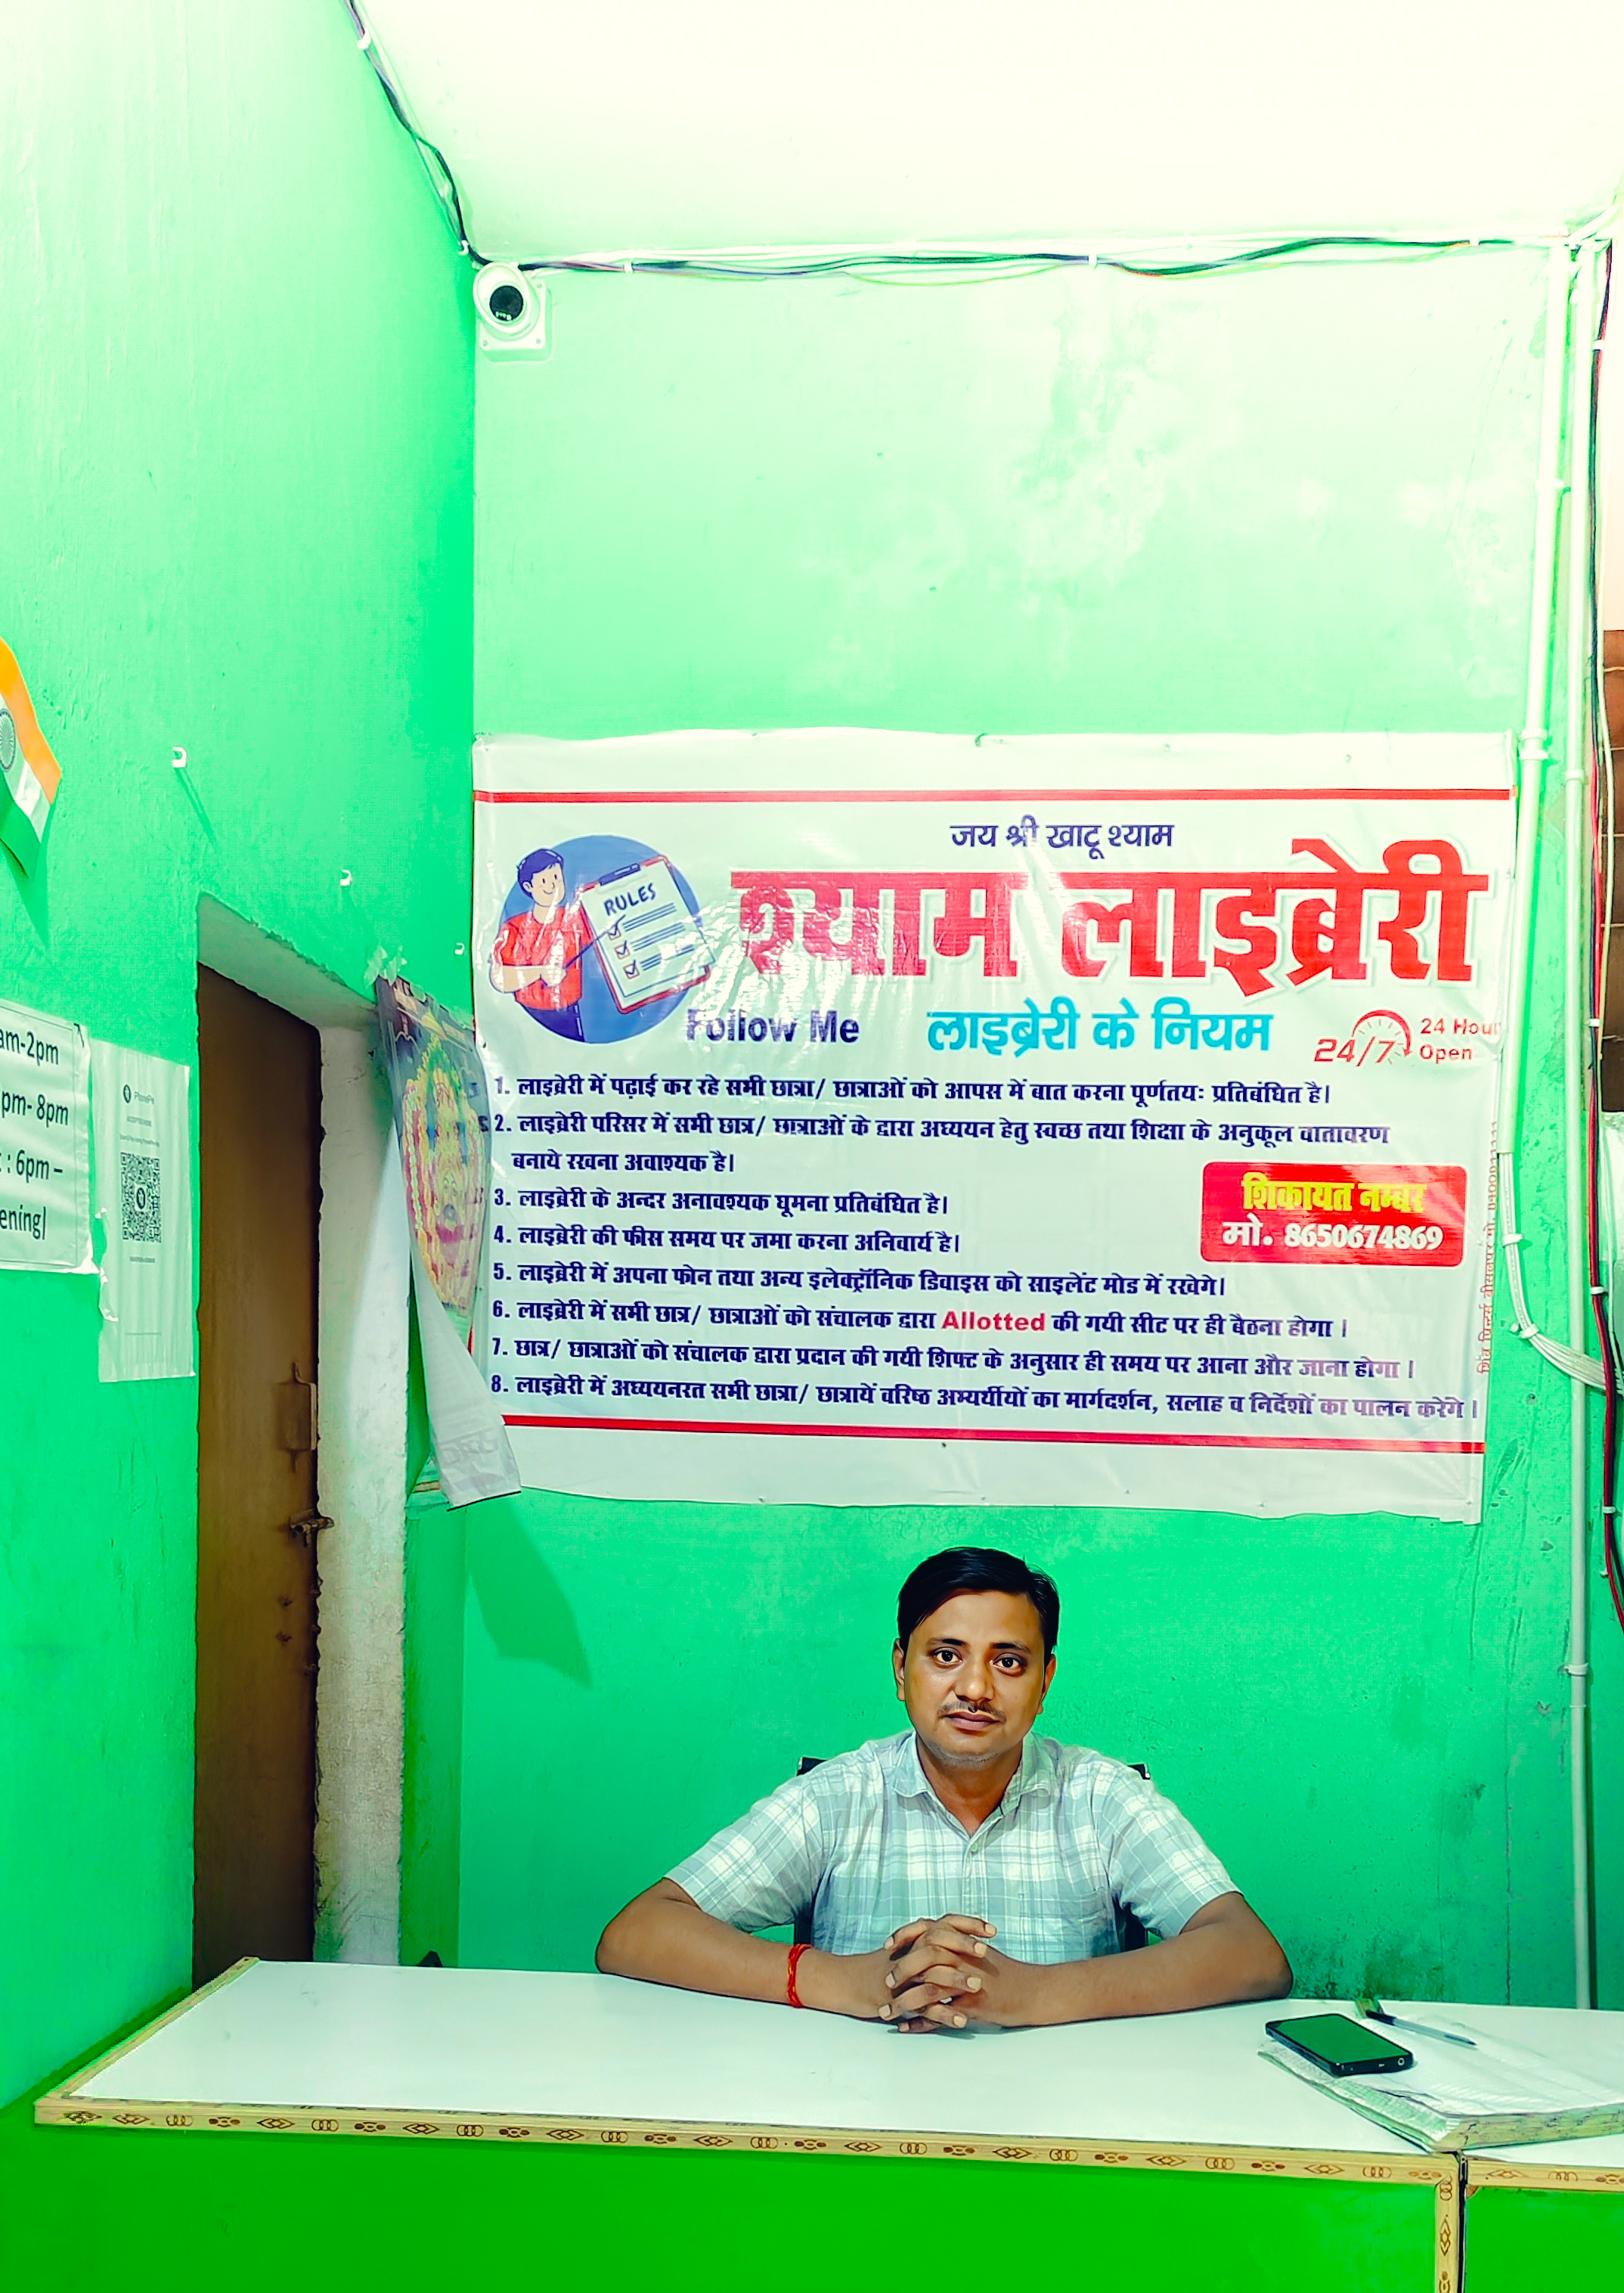 जय श्री खाटू श्याम
श्याम लाइब्रेरी
RULES
Follow Me
लाइब्रेरी के नियम
24/7
24 Hour
Open
1. लाइब्रेरी में पढ़ाई कर रहे सभी छात्रा/ छात्राओं को आपस में बात करना पूर्णतयः प्रतिबंधित है।
2. लाइब्रेरी परिसर में सभी छात्र/ छात्राओं के द्वारा अध्ययन हेतु स्वच्छ तथा शिक्षा के अनुकूल वातावरण
बनाये रखना अवाश्यक है।
3. लाइब्रेरी के अन्दर अनावश्यक घूमना प्रतिबंधित है।
4. लाइब्रेरी की फीस समय पर जमा करना अनिवार्य है।
5. लाइब्रेरी में अपना फोन तथा अन्य इलेक्ट्रॉनिक डिवाइस को साइलेंट मोड में रखेगे।
6. लाइब्रेरी में सभी छात्र/ छात्राओं को संचालक द्वारा Allotted की गयी सीट पर ही बैठना होगा ।
7. छात्र/ छात्राओं को संचालक द्वारा प्रदान की गयी शिफ्ट के अनुसार ही समय पर आना और जाना होगा ।
8. लाइब्रेरी में अध्ययनरत सभी छात्रा/ छात्रायें वरिष्ठ अभ्यर्थीयों का मार्गदर्शन, सलाह व निर्देशों का पालन करेंगे ।
शिकायत नम्बर
मो. 8650674869
am-2pm
pm- 8pm
: 6pm –
ening|
PhonePe